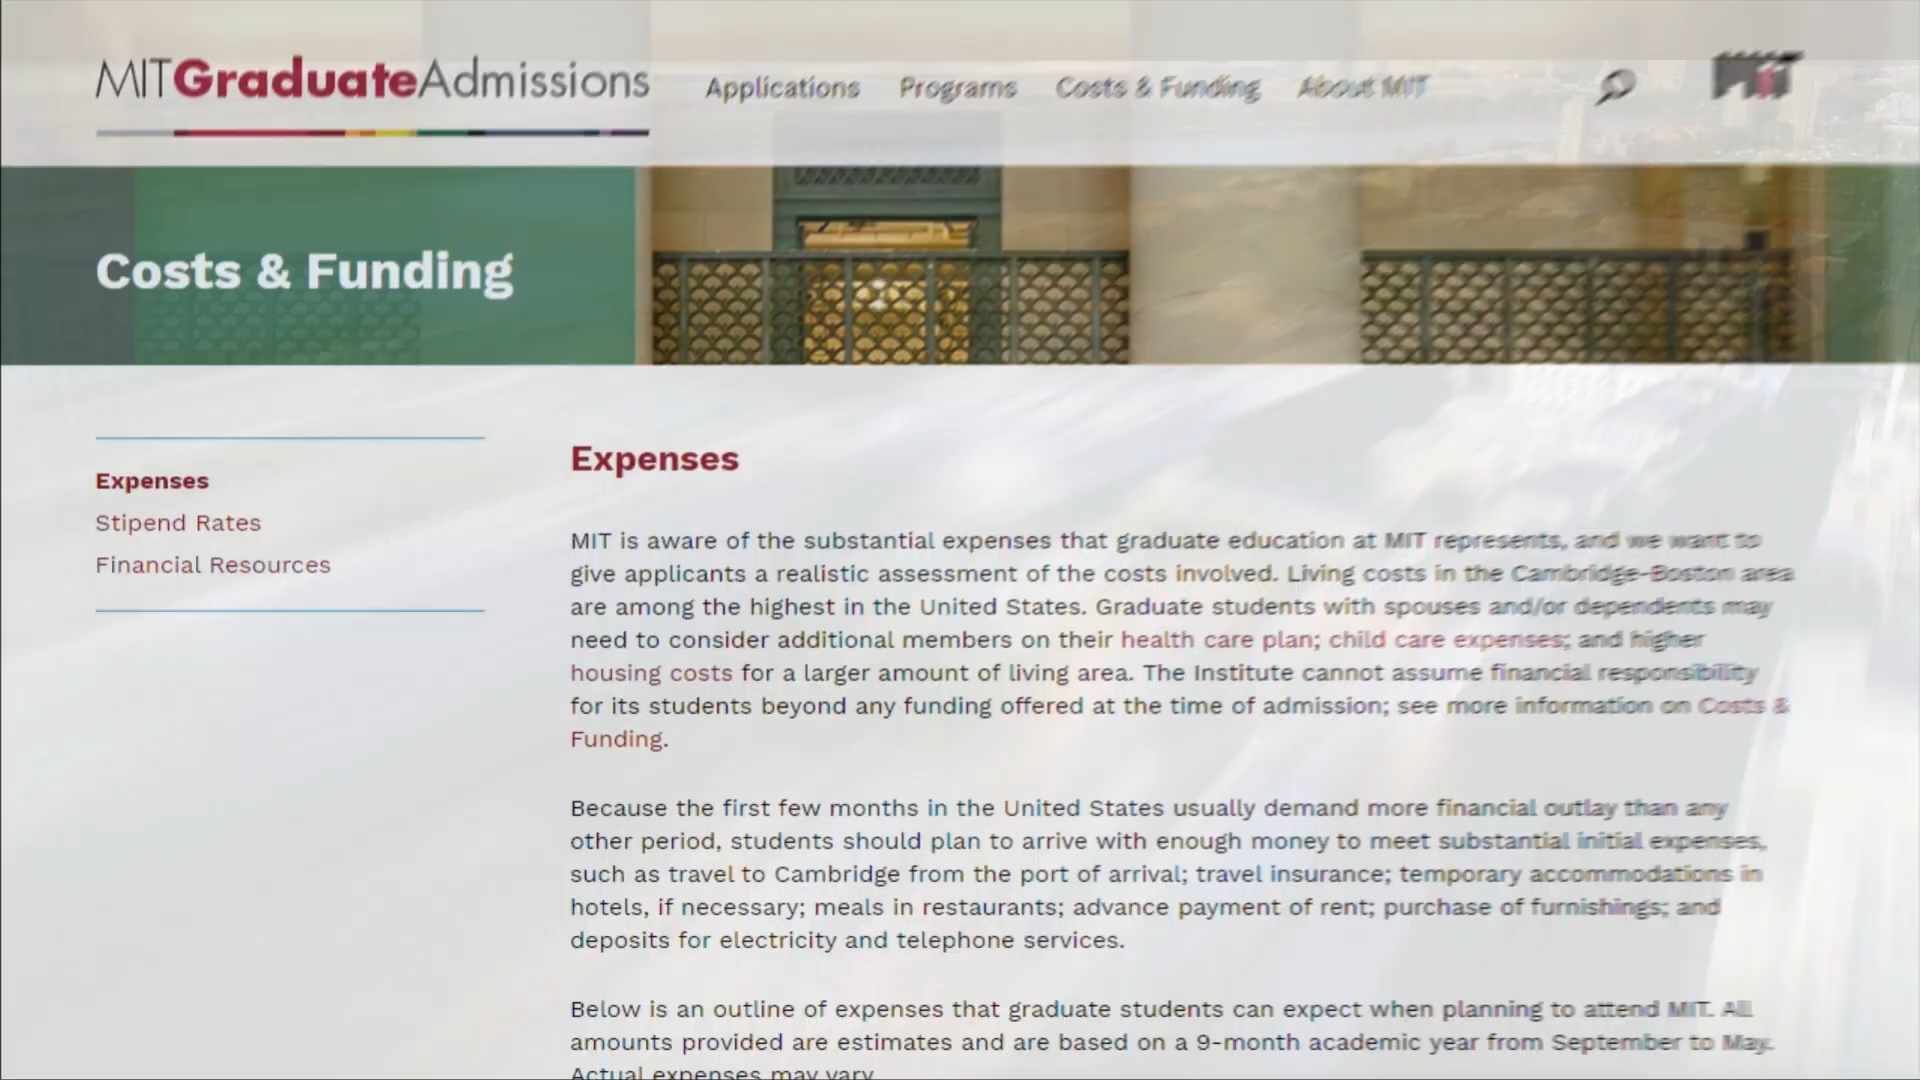 MITGraduateAdmissions
Applications Programs Costs & Funding About MIT
MIT
Costs & Funding
Expenses
Stipend Rates
Financial Resources
Expenses
MIT is aware of the substantial expenses that graduate education at MIT represents, and we want to
give applicants a realistic assessment of the costs involved. Living costs in the Cambridge-Boston area
are among the highest in the United States. Graduate students with spouses and/or dependents may
need to consider additional members on their health care plan; child care expenses; and higher
housing costs for a larger amount of living area. The Institute cannot assume financial responsibility
for its students beyond any funding offered at the time of admission; see more information on Costs &
Funding.
Because the first few months in the United States usually demand more financial outlay than any
other period, students should plan to arrive with enough money to meet substantial initial expenses,
such as travel to Cambridge from the port of arrival; travel insurance; temporary accommodations in
hotels, if necessary; meals in restaurants; advance payment of rent; purchase of furnishings; and
deposits for electricity and telephone services.
Below is an outline of expenses that graduate students can expect when planning to attend MIT. All
amounts provided are estimates and are based on a 9-month academic year from September to May.
Actual expenses may vary.